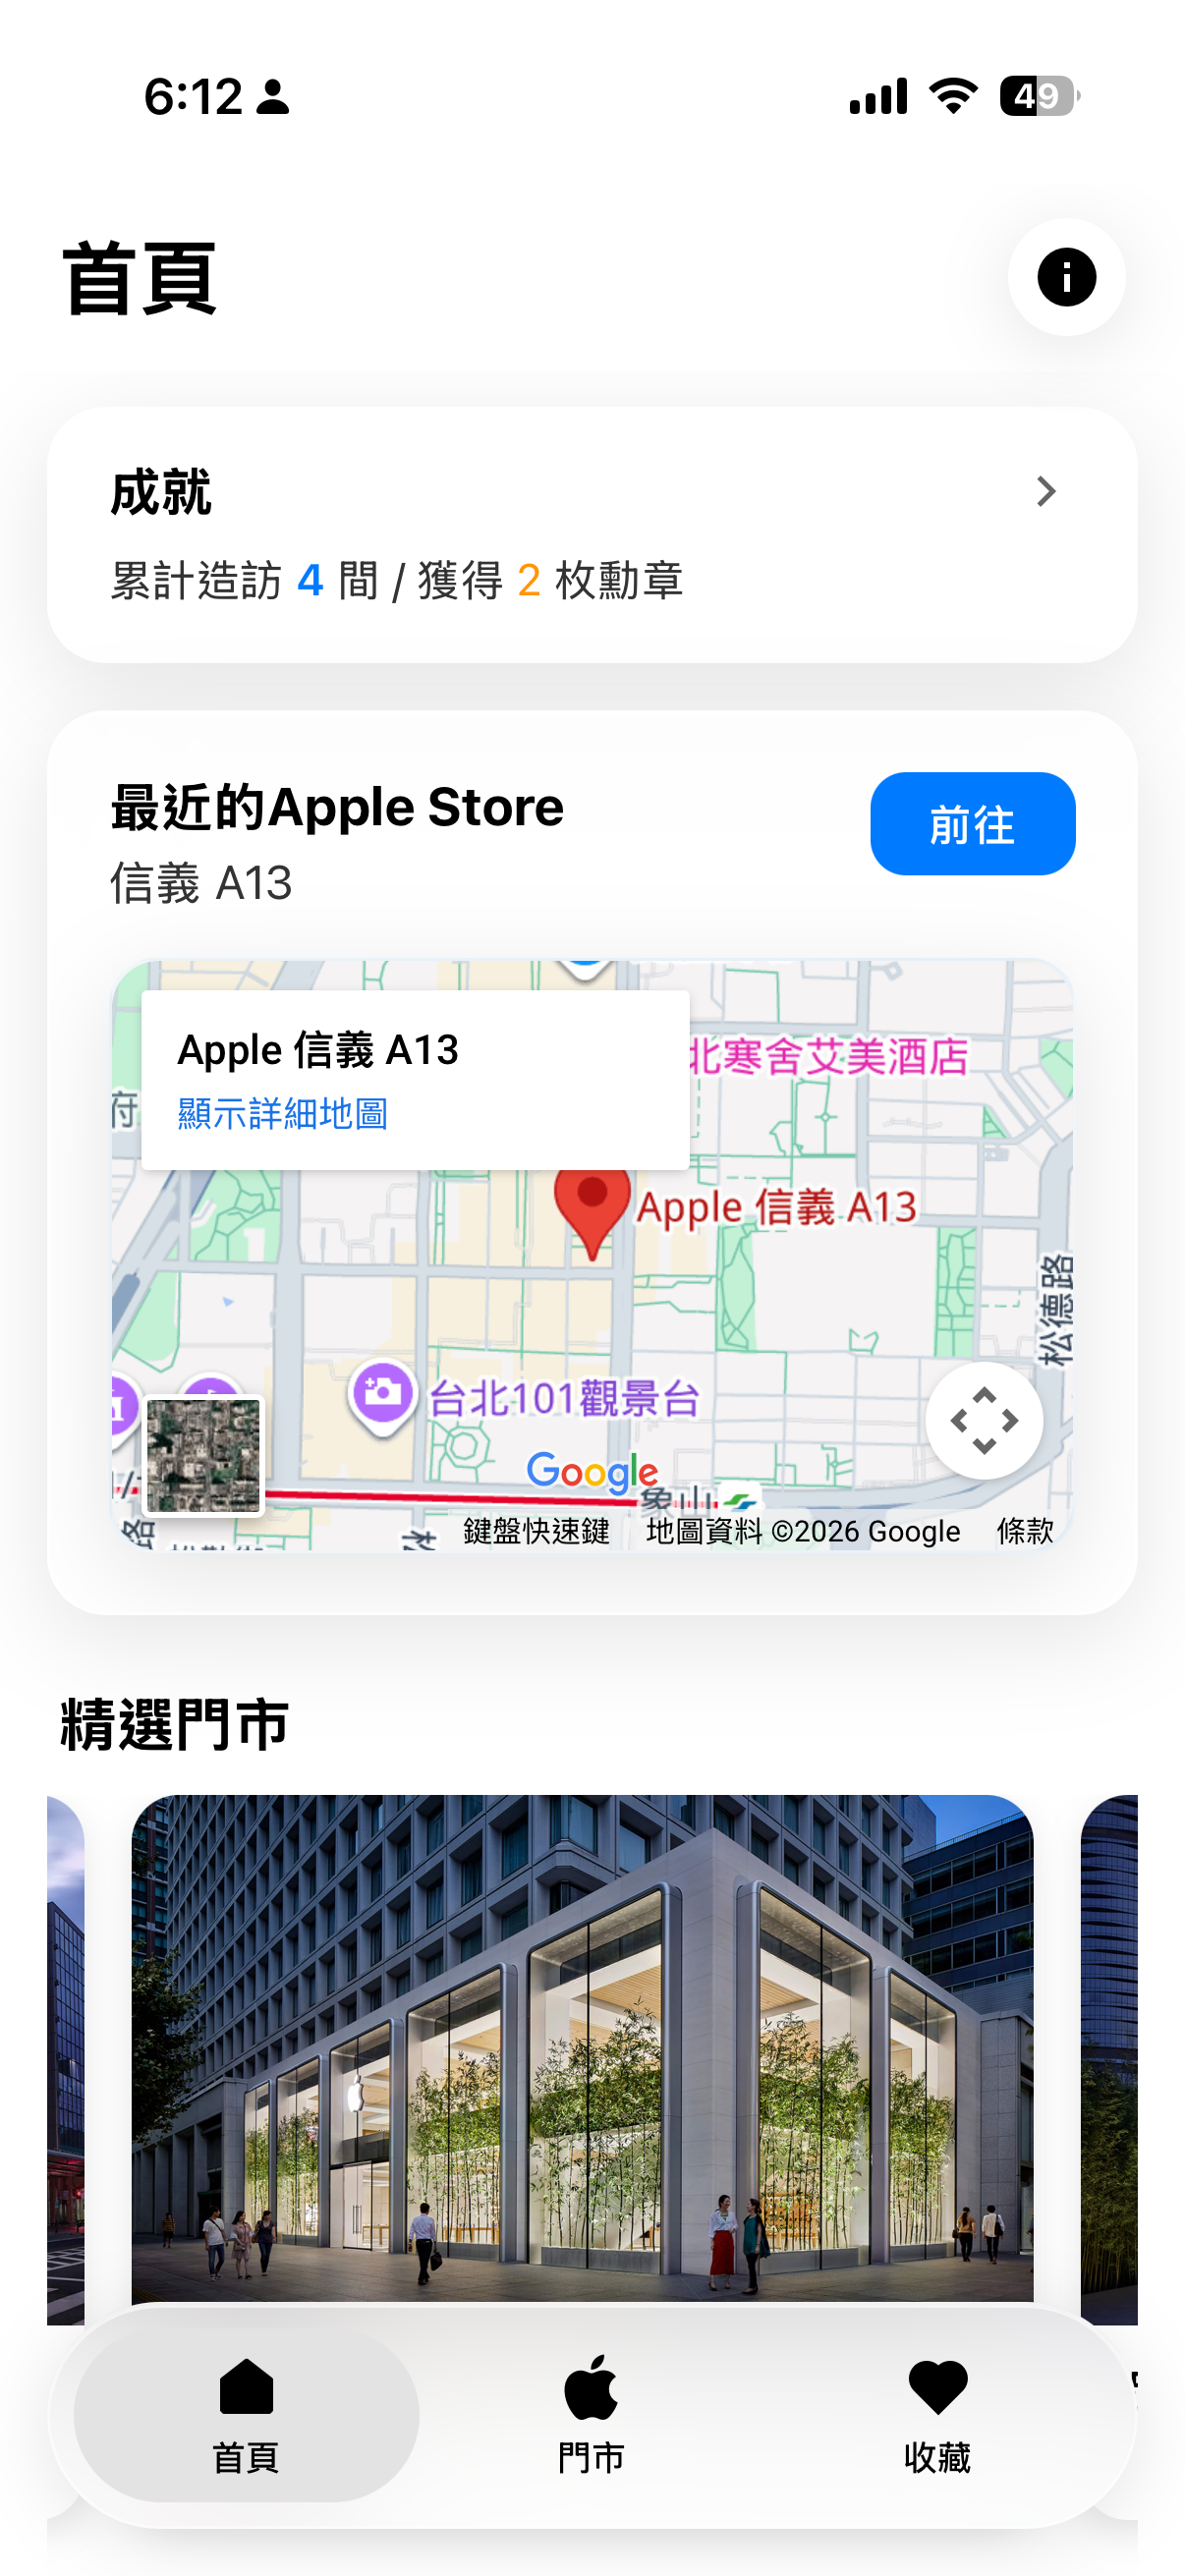 6:12
49
首頁
成就
累計造訪 4 間 / 獲得 2 枚勳章
最近的Apple Store
前往
信義 A13
Apple 信義 A13
顯示詳細地圖
北寒舍艾美酒店
府
Apple 信義 A13
松德路
台北101觀景台
Google
象山
路
鍵盤快速鍵
地圖資料 ©2026 Google
條款
精選門市
首頁
門市
收藏